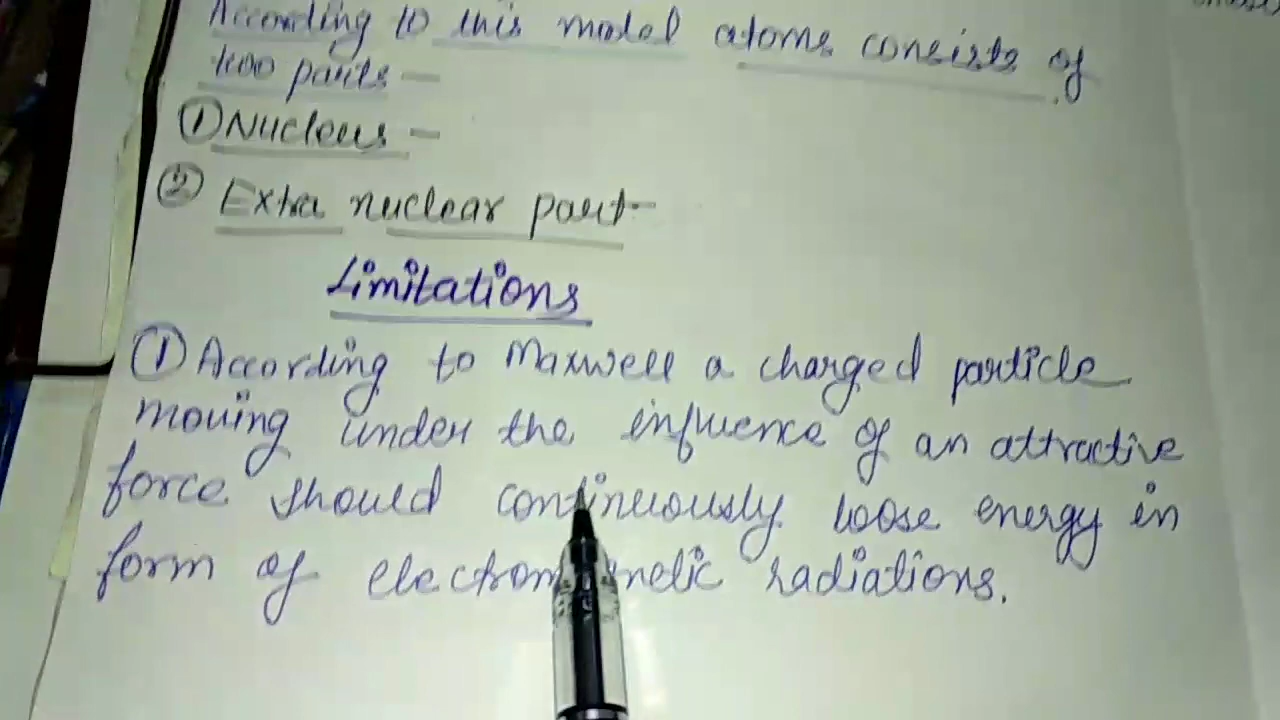 According to this model atoms consists of
two parts -
① Nucleus -
② Extra nuclear part-
Limitations
① According to Maxwell a charged particle
moving under the influence of an attractive
force should continuously loose energy in
form of radiations.